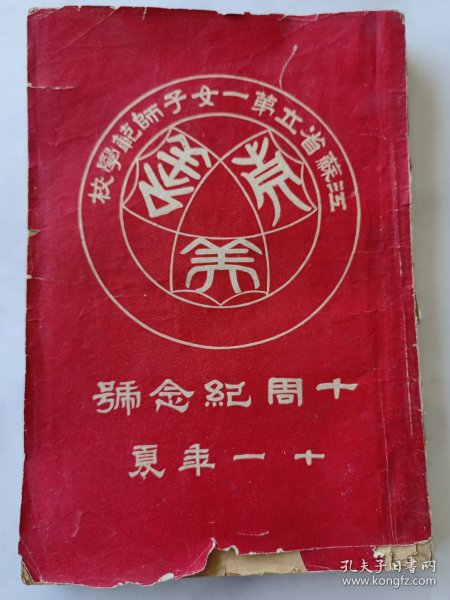 江蘇省立第一女子師範學校
美
十周紀念號
十一年夏
孔夫子旧书网
www.kongfz.com